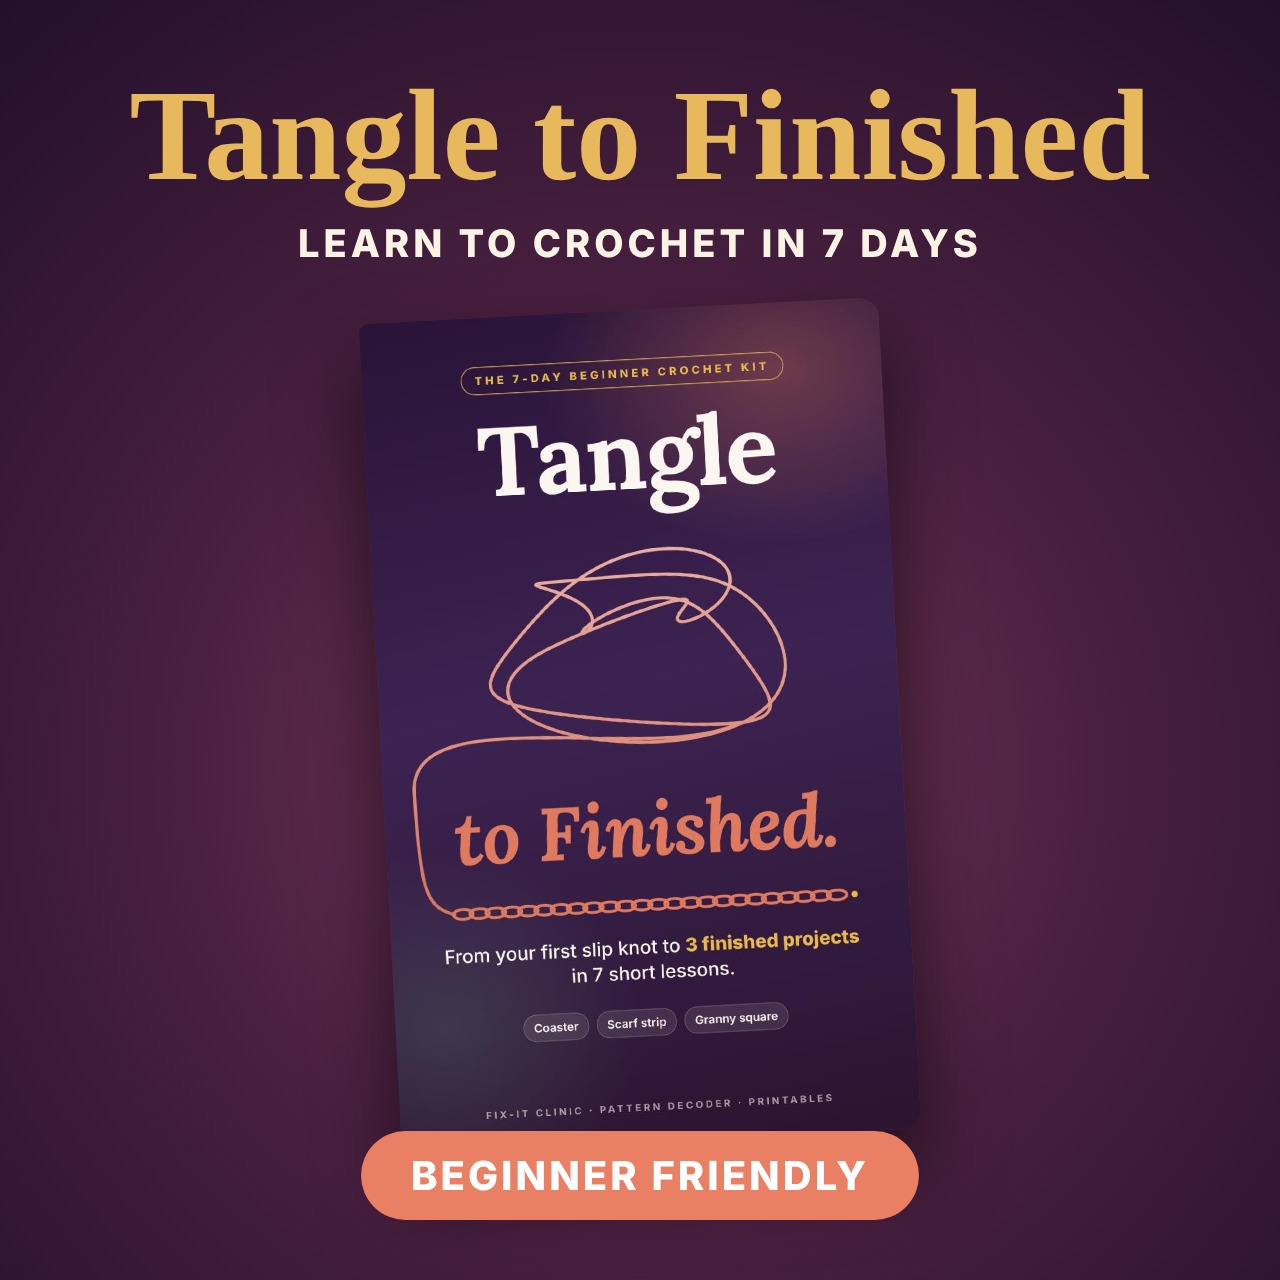 Tangle to Finished
LEARN TO CROCHET IN 7 DAYS
THE 7-DAY BEGINNER CROCHET KIT
Tangle
to Finished.
From your first slip knot to 3 finished projects
in 7 short lessons.
Coaster Scarf strip Granny square
FIX-IT CLINIC · PATTERN DECODER · PRINTABLES
BEGINNER FRIENDLY